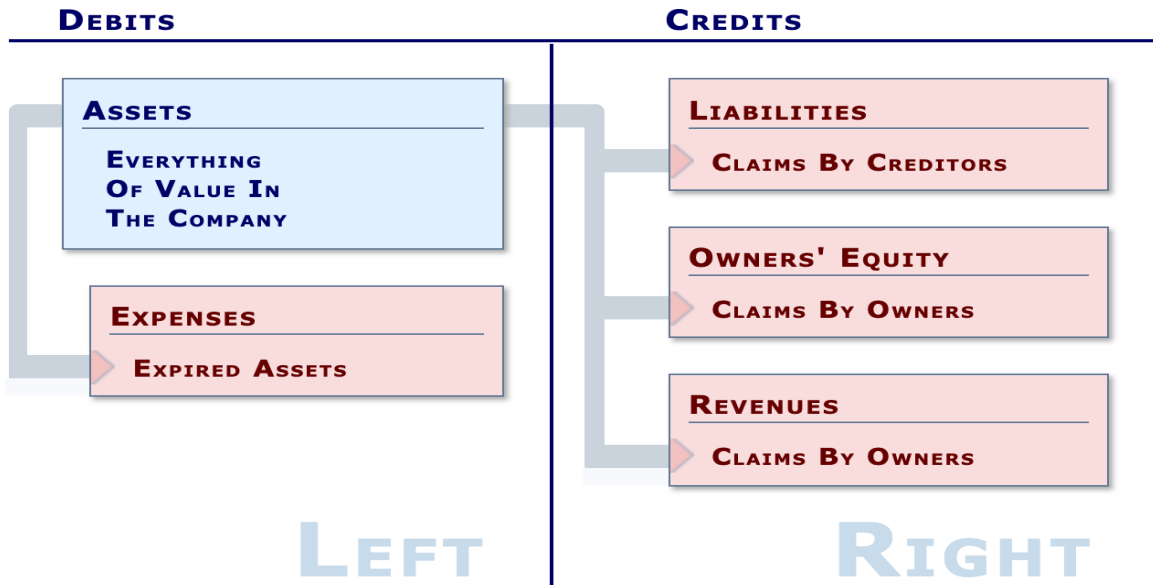 Debits
Credits
Assets
Everything
Of Value In
The Company
Expenses
Expired Assets
Liabilities
Claims By Creditors
Owners' Equity
Claims By Owners
Revenues
Claims By Owners
Left
Right